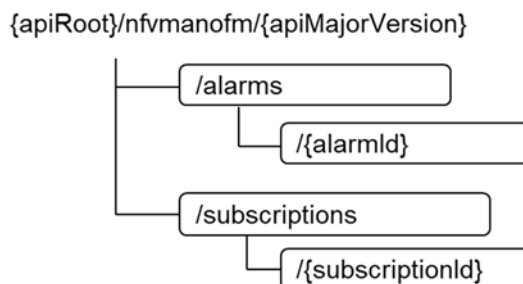 {apiRoot}/nfvmanofm/{apiMajorVersion}
/alarms
/{alarmId}
/subscriptions
/{subscriptionId}